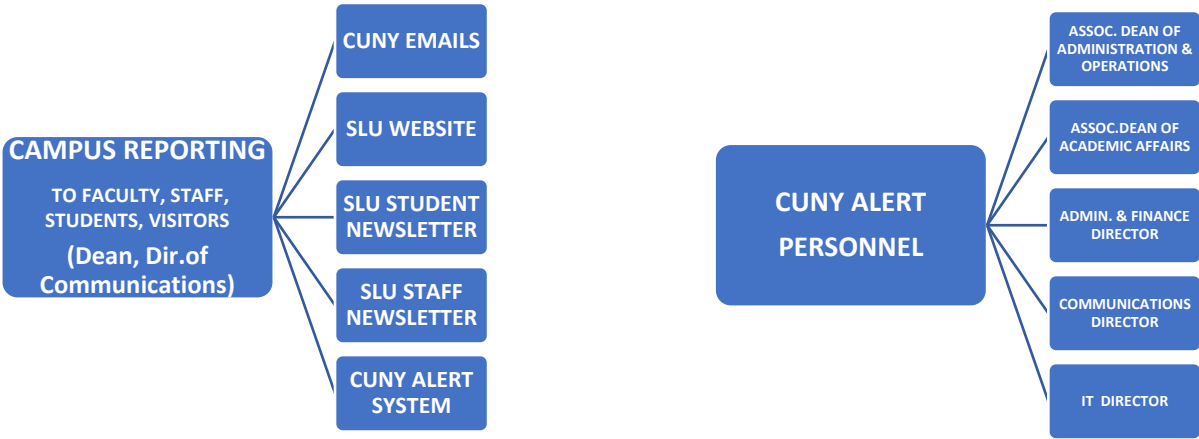 CAMPUS REPORTING
TO FACULTY, STAFF,
STUDENTS, VISITORS
(Dean, Dir.of
Communications)
CUNY EMAILS
SLU WEBSITE
SLU STUDENT
NEWSLETTER
SLU STAFF
NEWSLETTER
CUNY ALERT
SYSTEM
CUNY ALERT
PERSONNEL
ASSOC. DEAN OF
ADMINISTRATION &
OPERATIONS
ASSOC.DEAN OF
ACADEMIC AFFAIRS
ADMIN. & FINANCE
DIRECTOR
COMMUNICATIONS
DIRECTOR
IT DIRECTOR